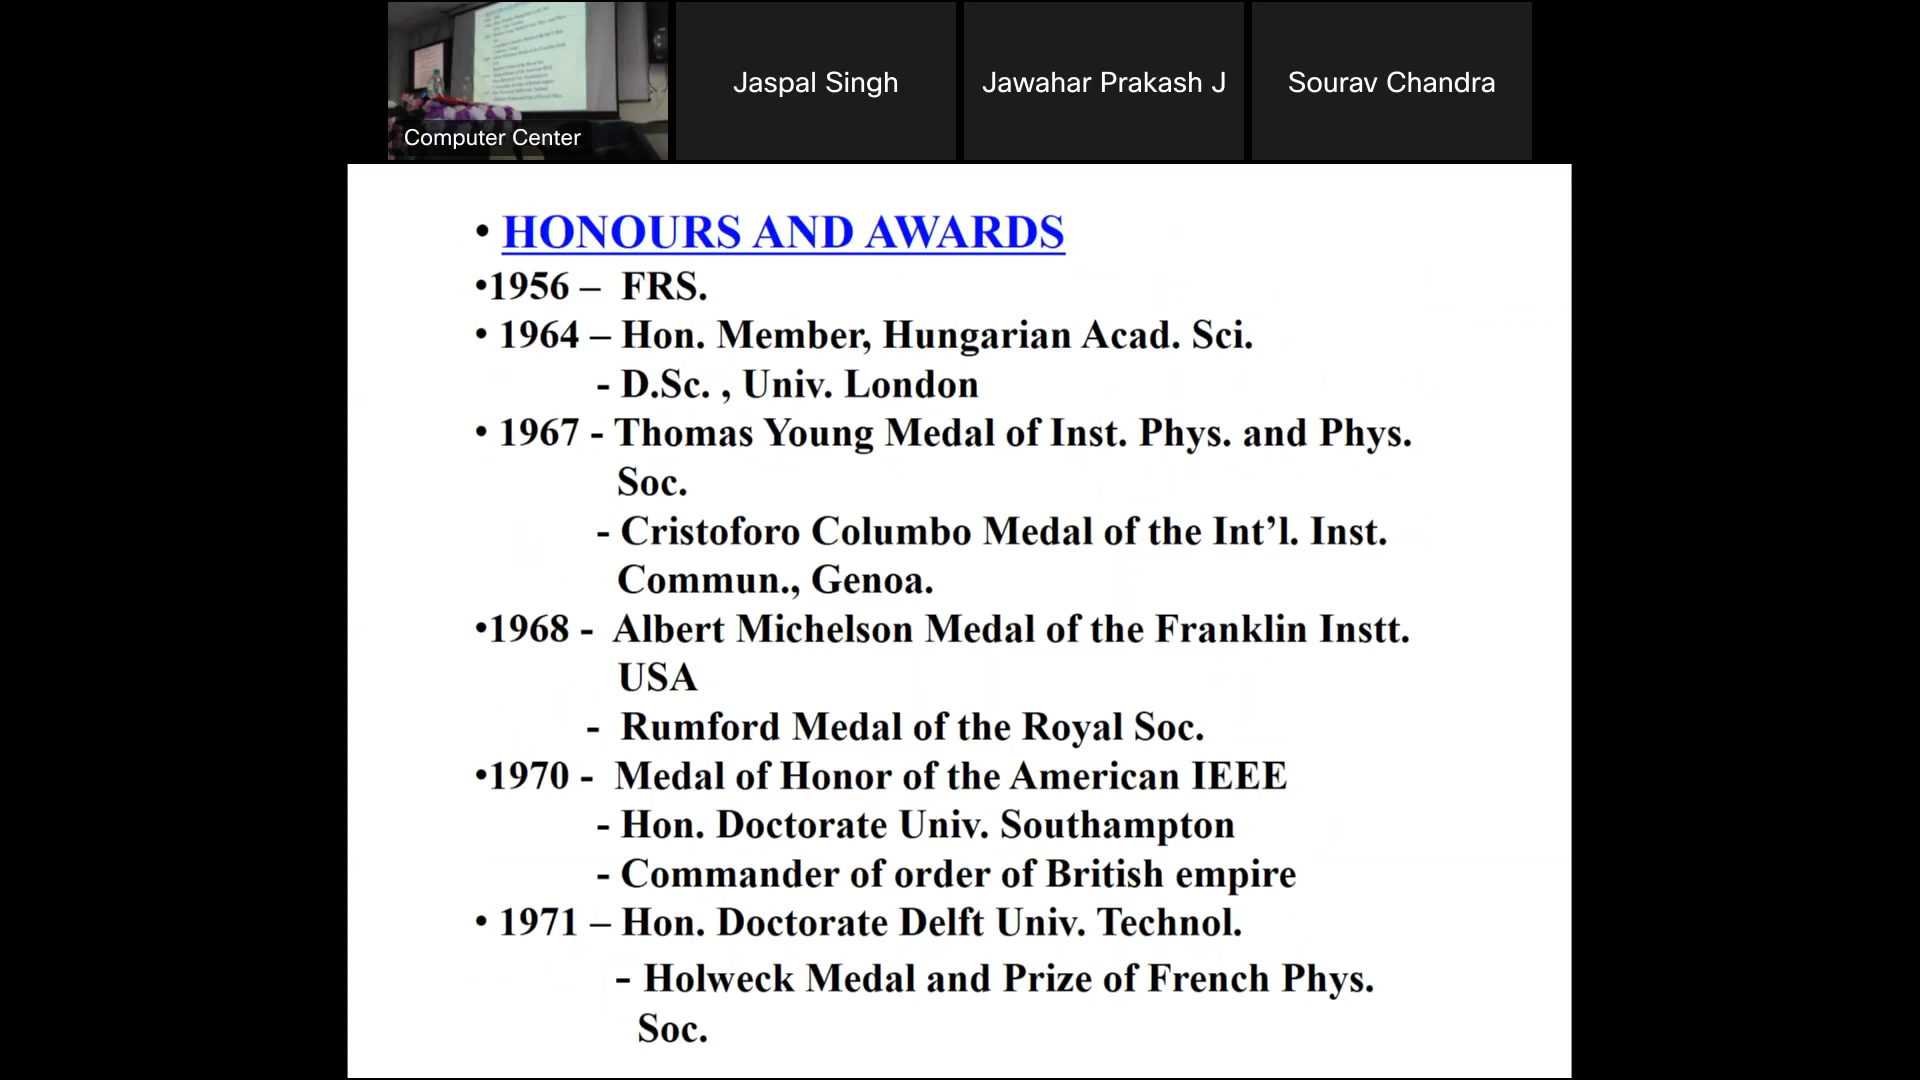 Jaspal Singh
Jawahar Prakash J
Sourav Chandra
Computer Center
• HONOURS AND AWARDS
•1956 – FRS.
• 1964 – Hon. Member, Hungarian Acad. Sci.
- D.Sc. , Univ. London
• 1967 - Thomas Young Medal of Inst. Phys. and Phys.
Soc.
- Cristoforo Columbo Medal of the Int’l. Inst.
Commun., Genoa.
•1968 - Albert Michelson Medal of the Franklin Instt.
USA
- Rumford Medal of the Royal Soc.
•1970 - Medal of Honor of the American IEEE
- Hon. Doctorate Univ. Southampton
- Commander of order of British empire
• 1971 – Hon. Doctorate Delft Univ. Technol.
- Holweck Medal and Prize of French Phys.
Soc.